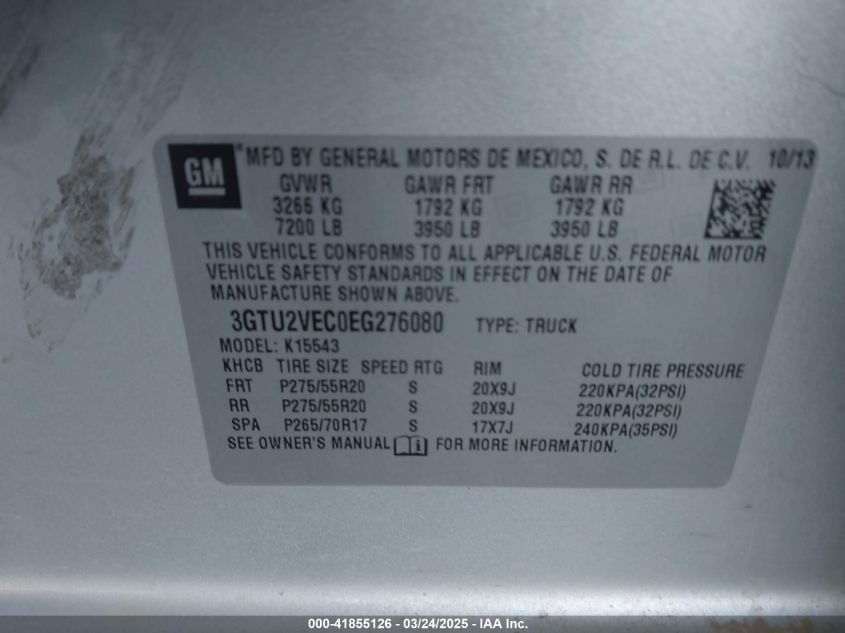 GM
MFD BY GENERAL MOTORS DE MEXICO, S. DE R.L. DE C.V. 10/13
GVWR GAWR FRT GAWR RR
3266 KG 1792 KG 1792 KG
7200 LB 3950 LB 3950 LB
THIS VEHICLE CONFORMS TO ALL APPLICABLE U.S. FEDERAL MOTOR
VEHICLE SAFETY STANDARDS IN EFFECT ON THE DATE OF
MANUFACTURE SHOWN ABOVE.
3GTU2VEC0EG276080 TYPE: TRUCK
MODEL: K15543
KHCB TIRE SIZE SPEED RTG RIM COLD TIRE PRESSURE
FRT P275/55R20 S 20X9J 220KPA(32PSI)
RR P275/55R20 S 20X9J 220KPA(32PSI)
SPA P265/70R17 S 17X7J 240KPA(35PSI)
SEE OWNER'S MANUAL i FOR MORE INFORMATION.
000-41855126 - 03/24/2025 - IAA Inc.